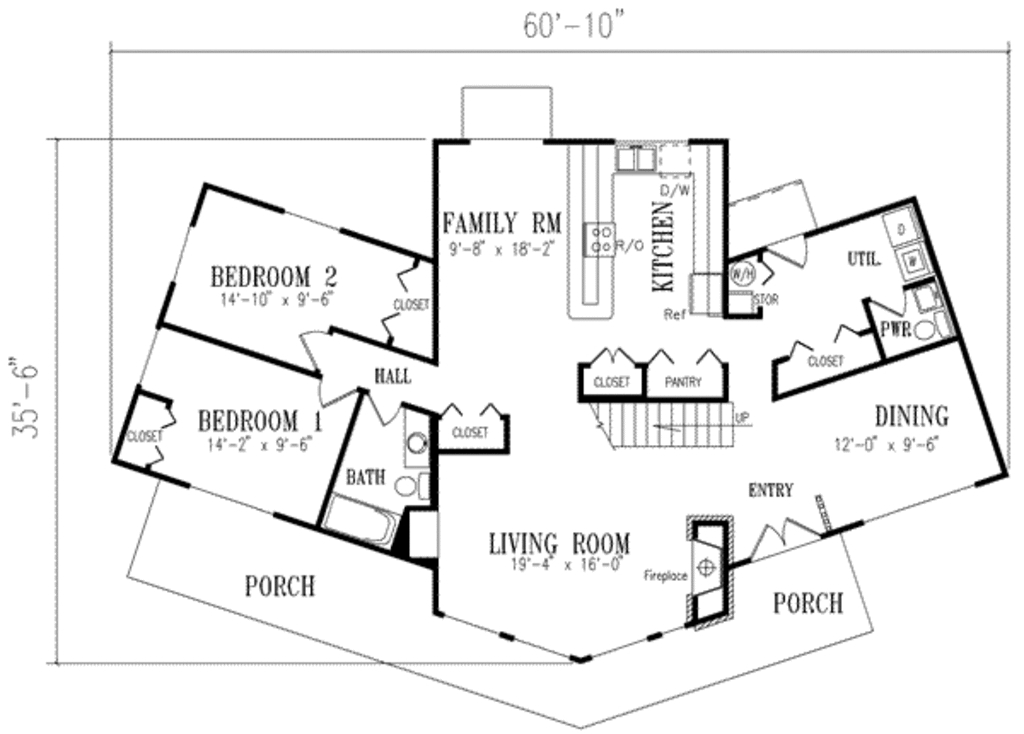 60'-10"
35'-6"
D/W
FAMILY RM
9'-8" x 18'-2"
R/O
KITCHEN
Ref
BEDROOM 2
14'-10" x 9'-6"
CLOSET
UTIL.
D
W
W/H
STOR
PWR
CLOSET
HALL
CLOSET
PANTRY
UP
BEDROOM 1
14'-2" x 9'-6"
CLOSET
CLOSET
DINING
12'-0" x 9'-6"
BATH
ENTRY
LIVING ROOM
19'-4" x 16'-0"
Fireplace
PORCH
PORCH